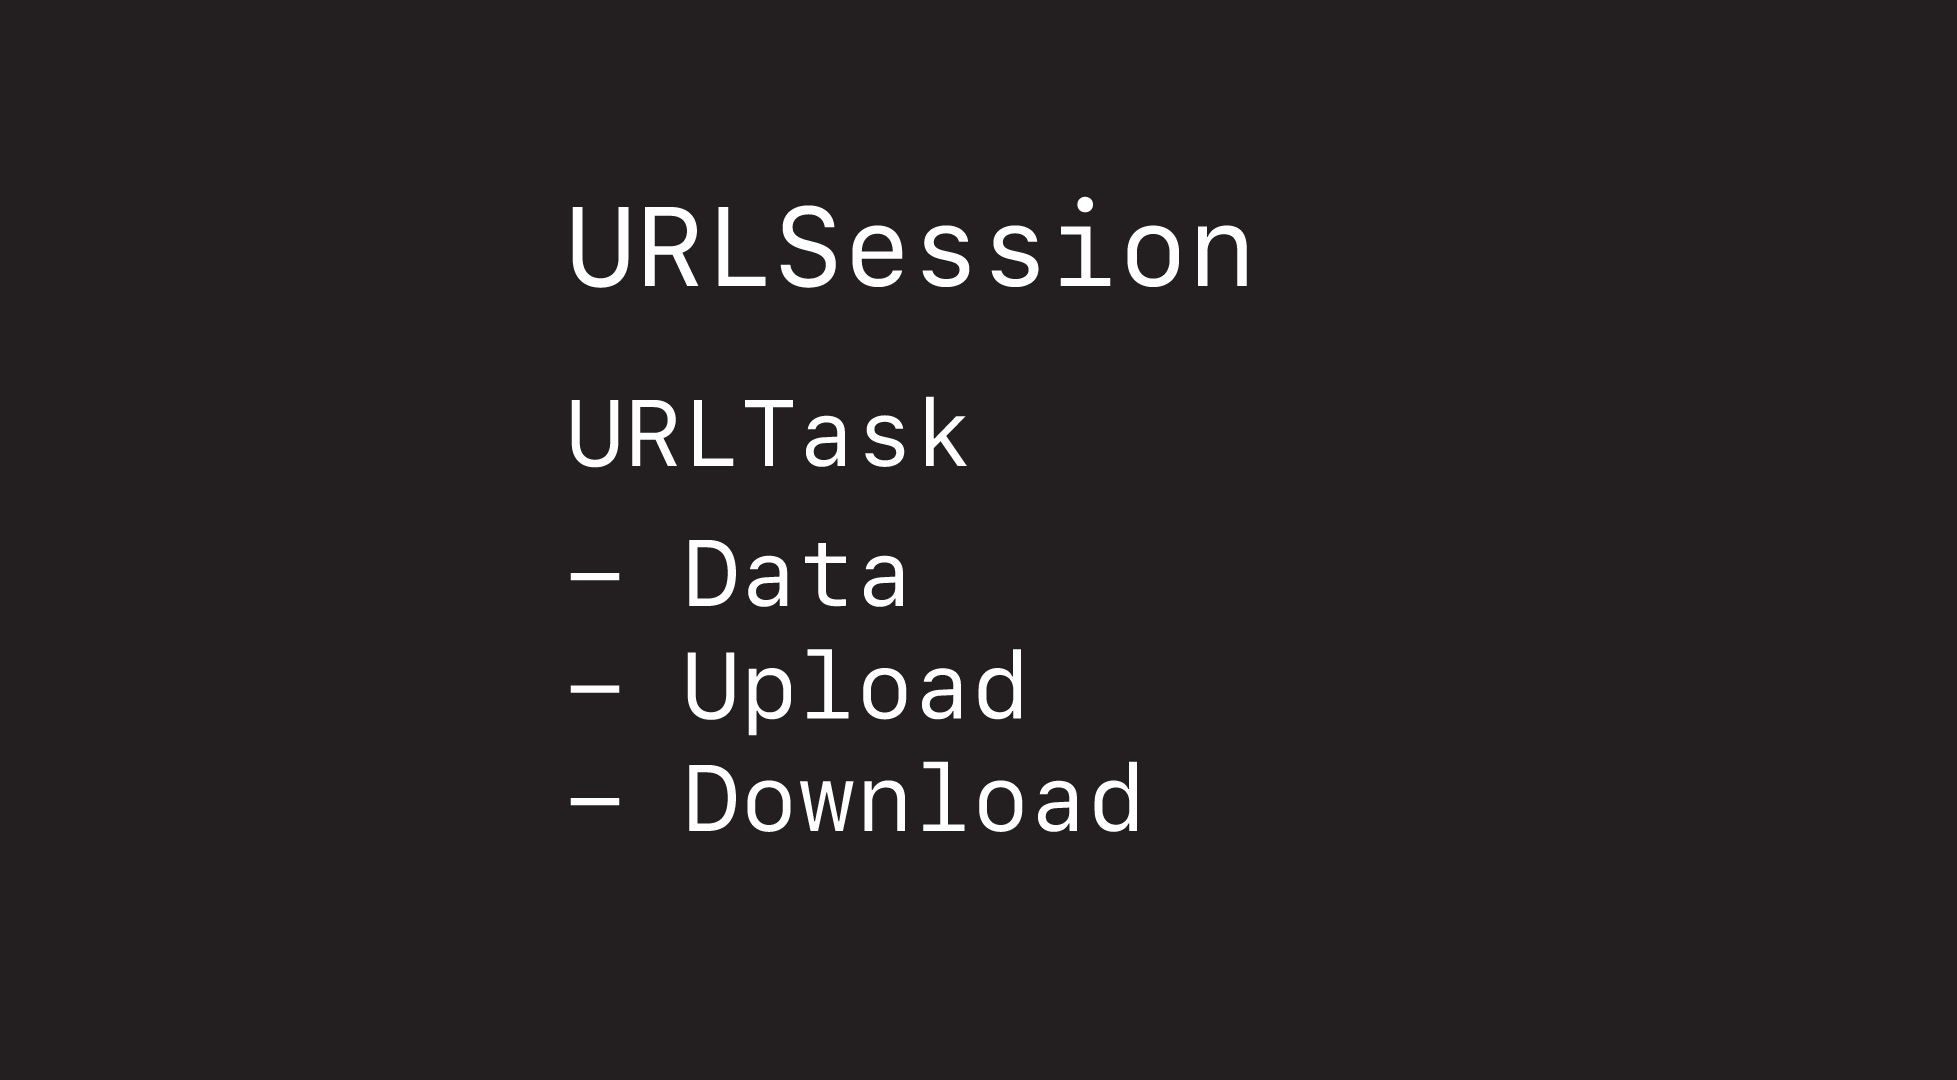 URLSession
URLTask
– Data
– Upload
– Download